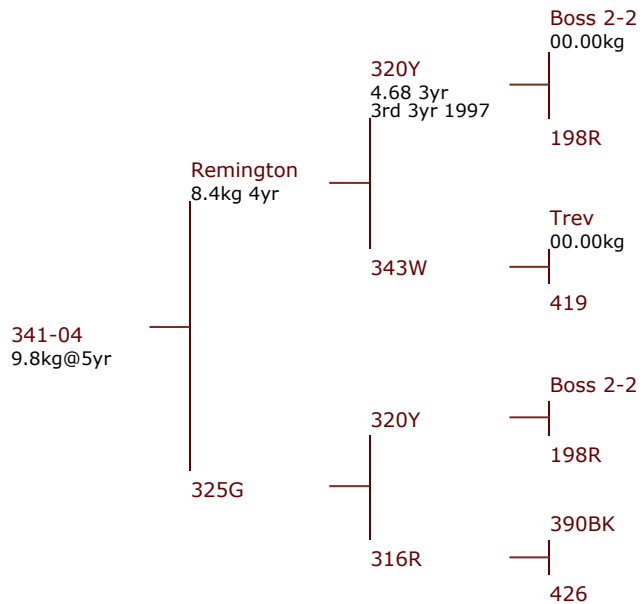 Boss 2-2
00.00kg
320Y
4.68 3yr
3rd 3yr 1997
198R
Remington
8.4kg 4yr
Trev
00.00kg
343W
419
341-04
9.8kg@5yr
Boss 2-2
320Y
198R
325G
390BK
316R
426